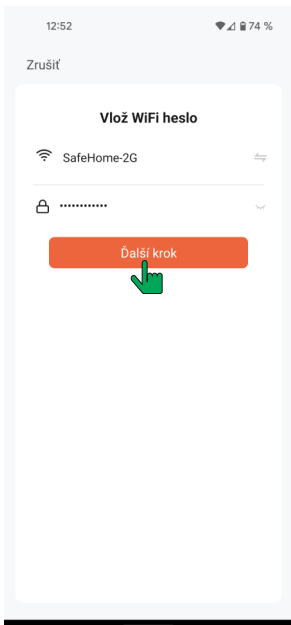 12:52
74 %
Zrušiť
Vlož WiFi heslo
SafeHome-2G
••••••••••••
Ďalší krok